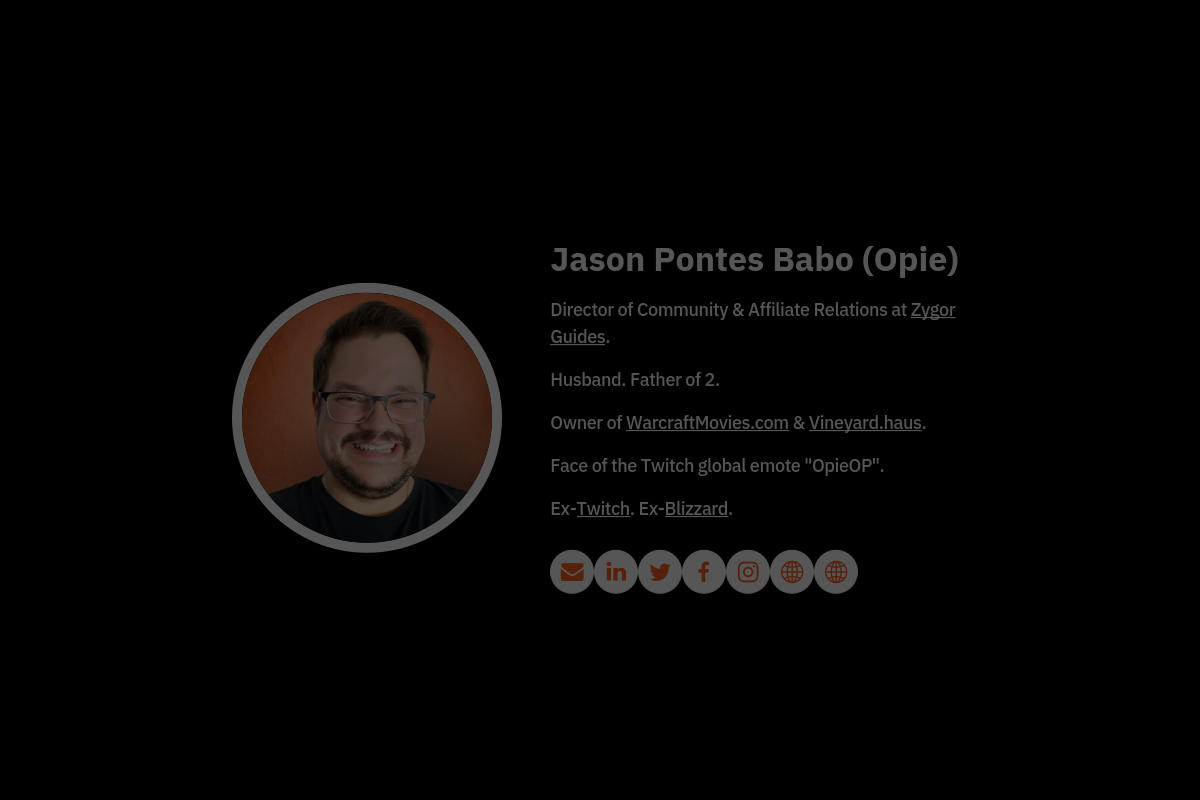 Jason Pontes Babo (Opie)
Director of Community & Affiliate Relations at Zygor
Guides.
Husband. Father of 2.
Owner of WarcraftMovies.com & Vineyard.haus.
Face of the Twitch global emote "OpieOP".
Ex-Twitch. Ex-Blizzard.